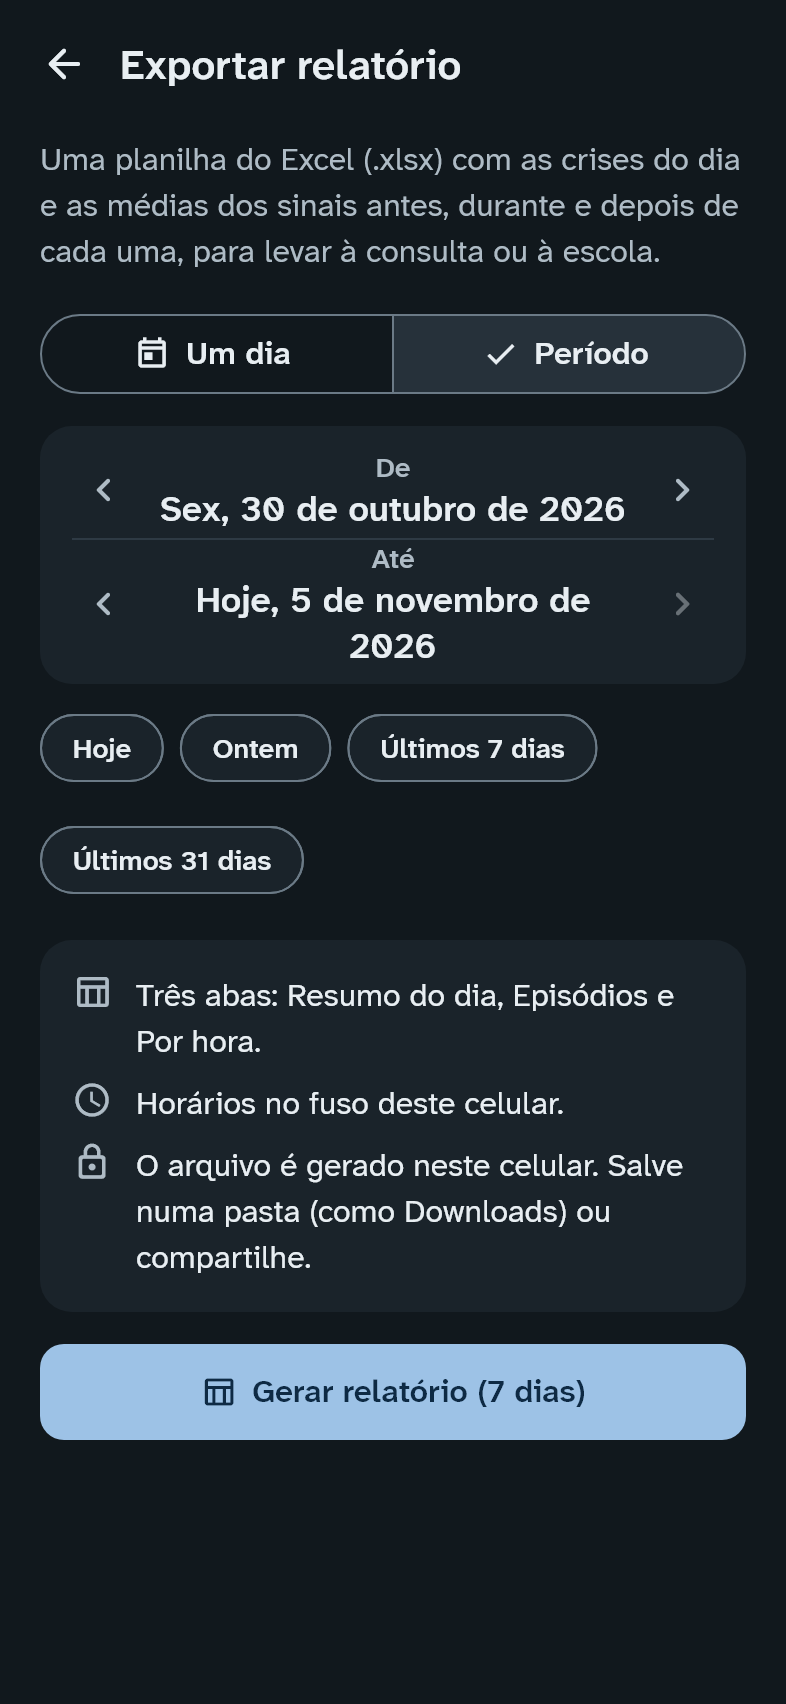 Exportar relatório
Uma planilha do Excel (.xlsx) com as crises do dia
e as médias dos sinais antes, durante e depois de
cada uma, para levar à consulta ou à escola.
Um dia
Período
De
Sex, 30 de outubro de 2026
Até
Hoje, 5 de novembro de
2026
Hoje
Ontem
Últimos 7 dias
Últimos 31 dias
Três abas: Resumo do dia, Episódios e
Por hora.
Horários no fuso deste celular.
O arquivo é gerado neste celular. Salve
numa pasta (como Downloads) ou
compartilhe.
Gerar relatório (7 dias)